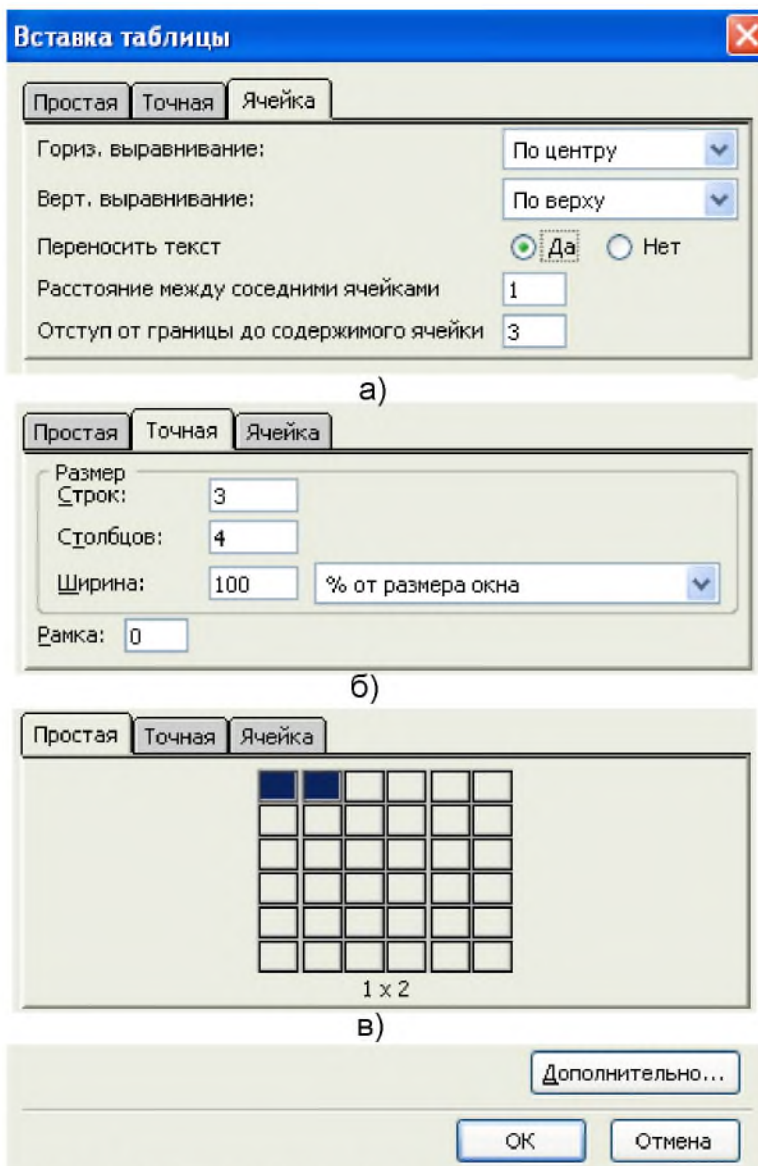 Вставка таблицы
Простая Точная Ячейка
Гориз. выравнивание: По центру
Верт. выравнивание: По верху
Переносить текст Да Нет
Расстояние между соседними ячейками 1
Отступ от границы до содержимого ячейки 3
а)
Простая Точная Ячейка
Размер
Строк: 3
Столбцов: 4
Ширина: 100 % от размера окна
Рамка: 0
б)
Простая Точная Ячейка
1 x 2
в)
Дополнительно...
ОК Отмена